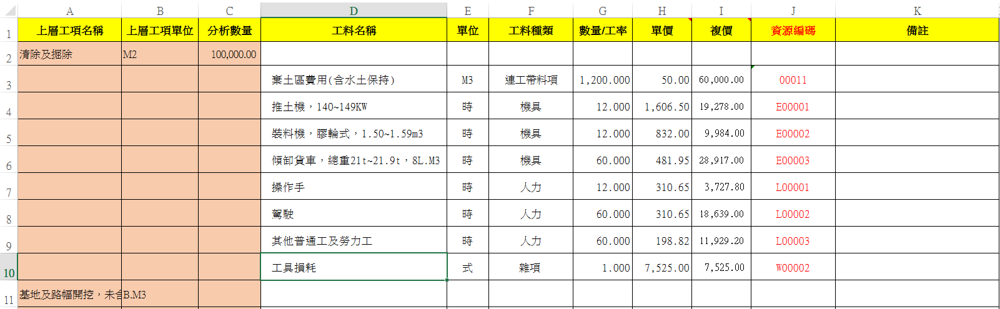 A B C D E F G H I J K
1 上層工項名稱 上層工項單位 分析數量 工料名稱 單位 工料種類 數量/工率 單價 複價 資源編碼 備註
2 清除及掘除 M2 100,000.00
3 棄土區費用(含水土保持) M3 連工帶料項 1,200.000 50.00 60,000.00 00011
4 推土機，140~149KW 時 機具 12.000 1,606.50 19,278.00 E00001
5 裝料機，膠輪式，1.50~1.59m3 時 機具 12.000 832.00 9,984.00 E00002
6 傾卸貨車，總重21t~21.9t，8L.M3 時 機具 60.000 481.95 28,917.00 E00003
7 操作手 時 人力 12.000 310.65 3,727.80 L00001
8 駕駛 時 人力 60.000 310.65 18,639.00 L00002
9 其他普通工及勞力工 時 人力 60.000 198.82 11,929.20 L00003
10 工具損耗 式 雜項 1.000 7,525.00 7,525.00 W00002
11 基地及路幅開挖，未含 B.M3